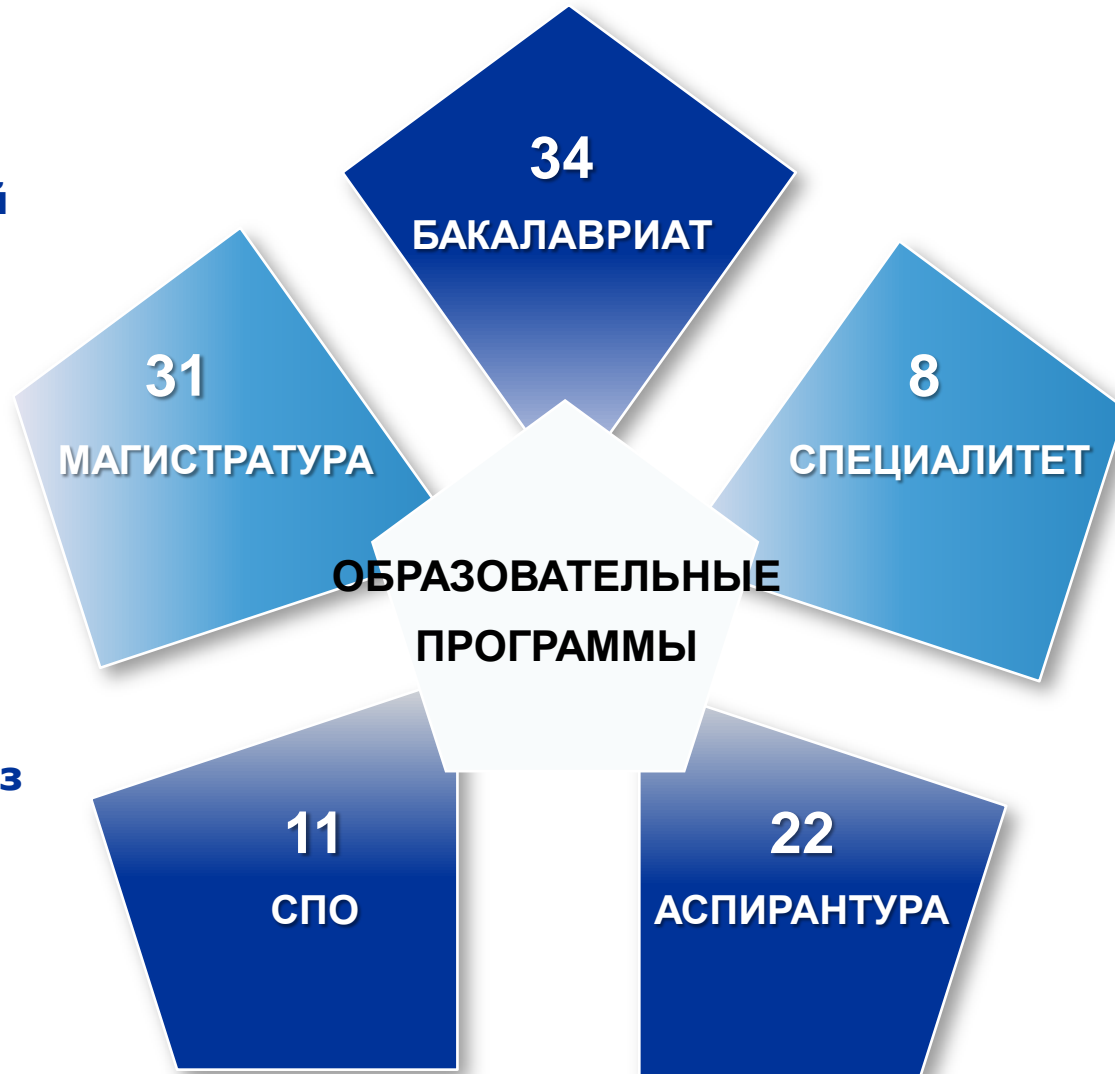 34
БАКАЛАВРИАТ
й
31
МАГИСТРАТУРА
8
СПЕЦИАЛИТЕТ
ОБРАЗОВАТЕЛЬНЫЕ
ПРОГРАММЫ
з
11
СПО
22
АСПИРАНТУРА